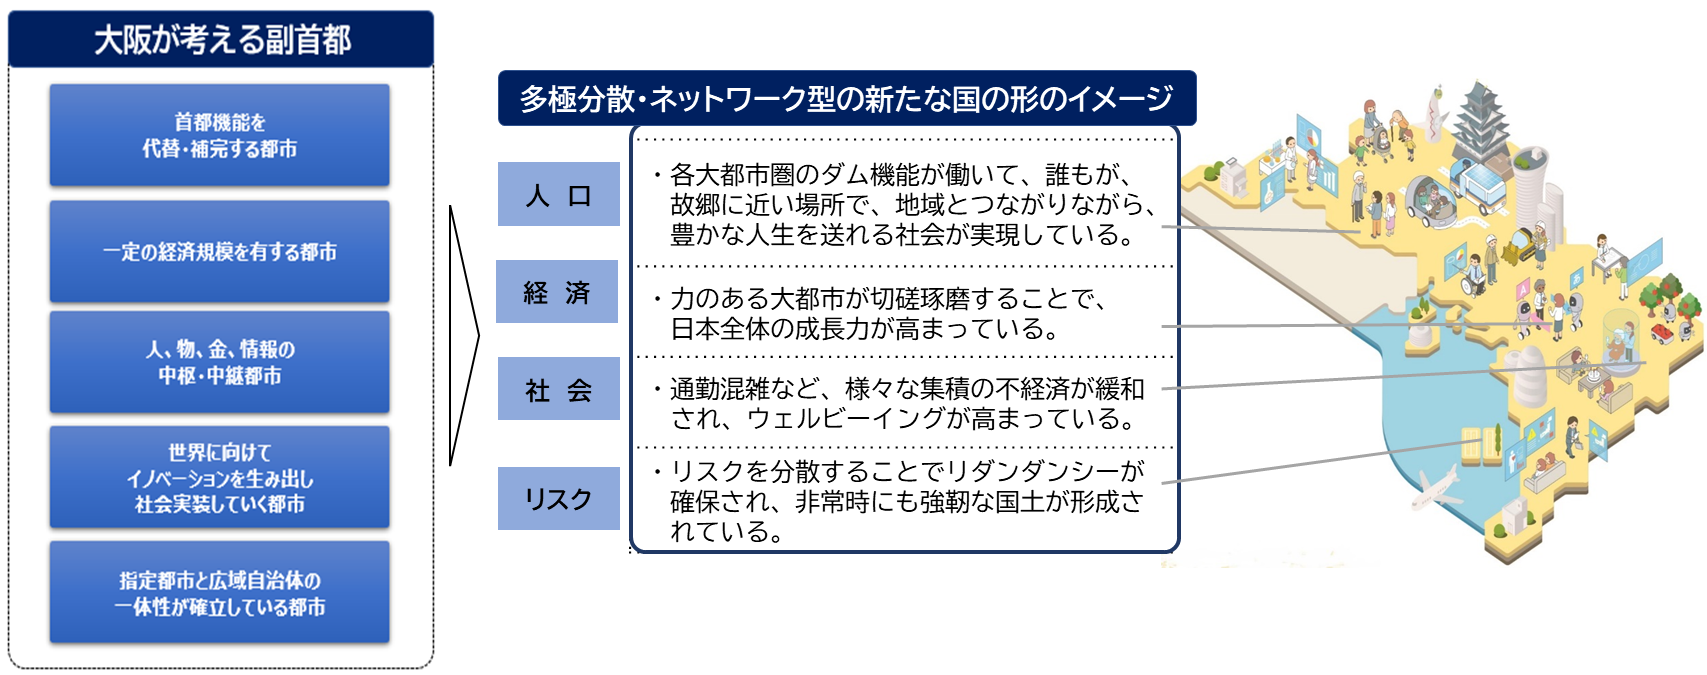 大阪が考える副首都
首都機能を
代替・補完する都市
一定の経済規模を有する都市
人、物、金、情報の
中枢・中継都市
世界に向けて
イノベーションを生み出し
社会実装していく都市
指定都市と広域自治体の
一体性が確立している都市
多極分散・ネットワーク型の新たな国の形のイメージ
人 口
・各大都市圏のダム機能が働いて、誰もが、
故郷に近い場所で、地域とつながりながら、
豊かな人生を送れる社会が実現している。
経 済
・力のある大都市が切磋琢磨することで、
日本全体の成長力が高まっている。
社 会
・通勤混雑など、様々な集積の不経済が緩和
され、ウェルビーイングが高まっている。
リスク
・リスクを分散することでリダンダンシーが
確保され、非常時にも強靭な国土が形成さ
れている。
A
あ